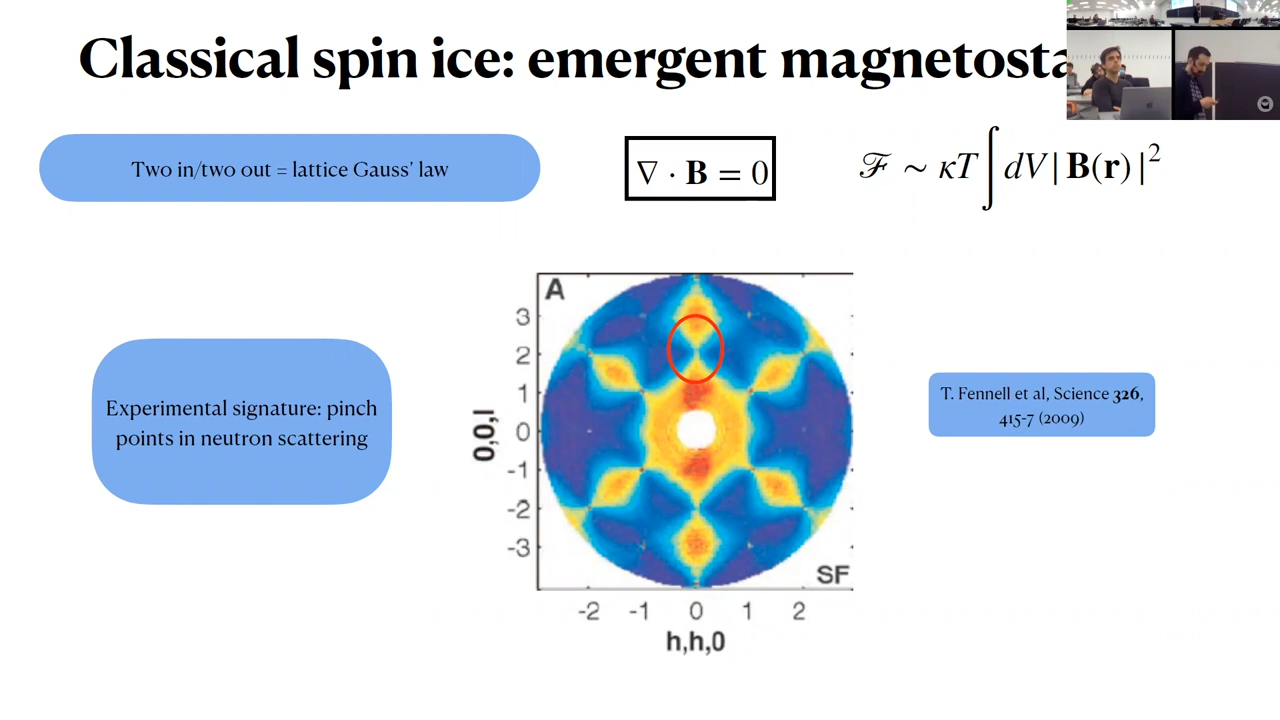 Classical spin ice: emergent magnetosta
Two in/two out = lattice Gauss' law
∇ · B = 0
ℱ ~ κT ∫ dV| B(r) |²
Experimental signature: pinch
points in neutron scattering
A
3
2
1
0
-1
-2
-3
0,0,l
SF
-2 -1 0 1 2
h,h,0
T. Fennell et al, Science 326,
415-7 (2009)